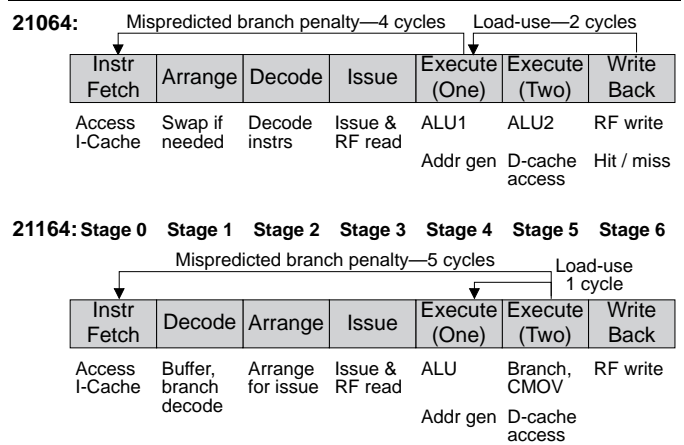 21064: Mispredicted branch penalty—4 cycles Load-use—2 cycles
Instr Fetch Arrange Decode Issue Execute (One) Execute (Two) Write Back
Access I-Cache Swap if needed Decode instrs Issue & RF read ALU1 ALU2 RF write
Addr gen D-cache access Hit / miss
21164: Stage 0 Stage 1 Stage 2 Stage 3 Stage 4 Stage 5 Stage 6
Mispredicted branch penalty—5 cycles Load-use 1 cycle
Instr Fetch Decode Arrange Issue Execute (One) Execute (Two) Write Back
Access I-Cache Buffer, branch decode Arrange for issue Issue & RF read ALU Branch, CMOV RF write
Addr gen D-cache access